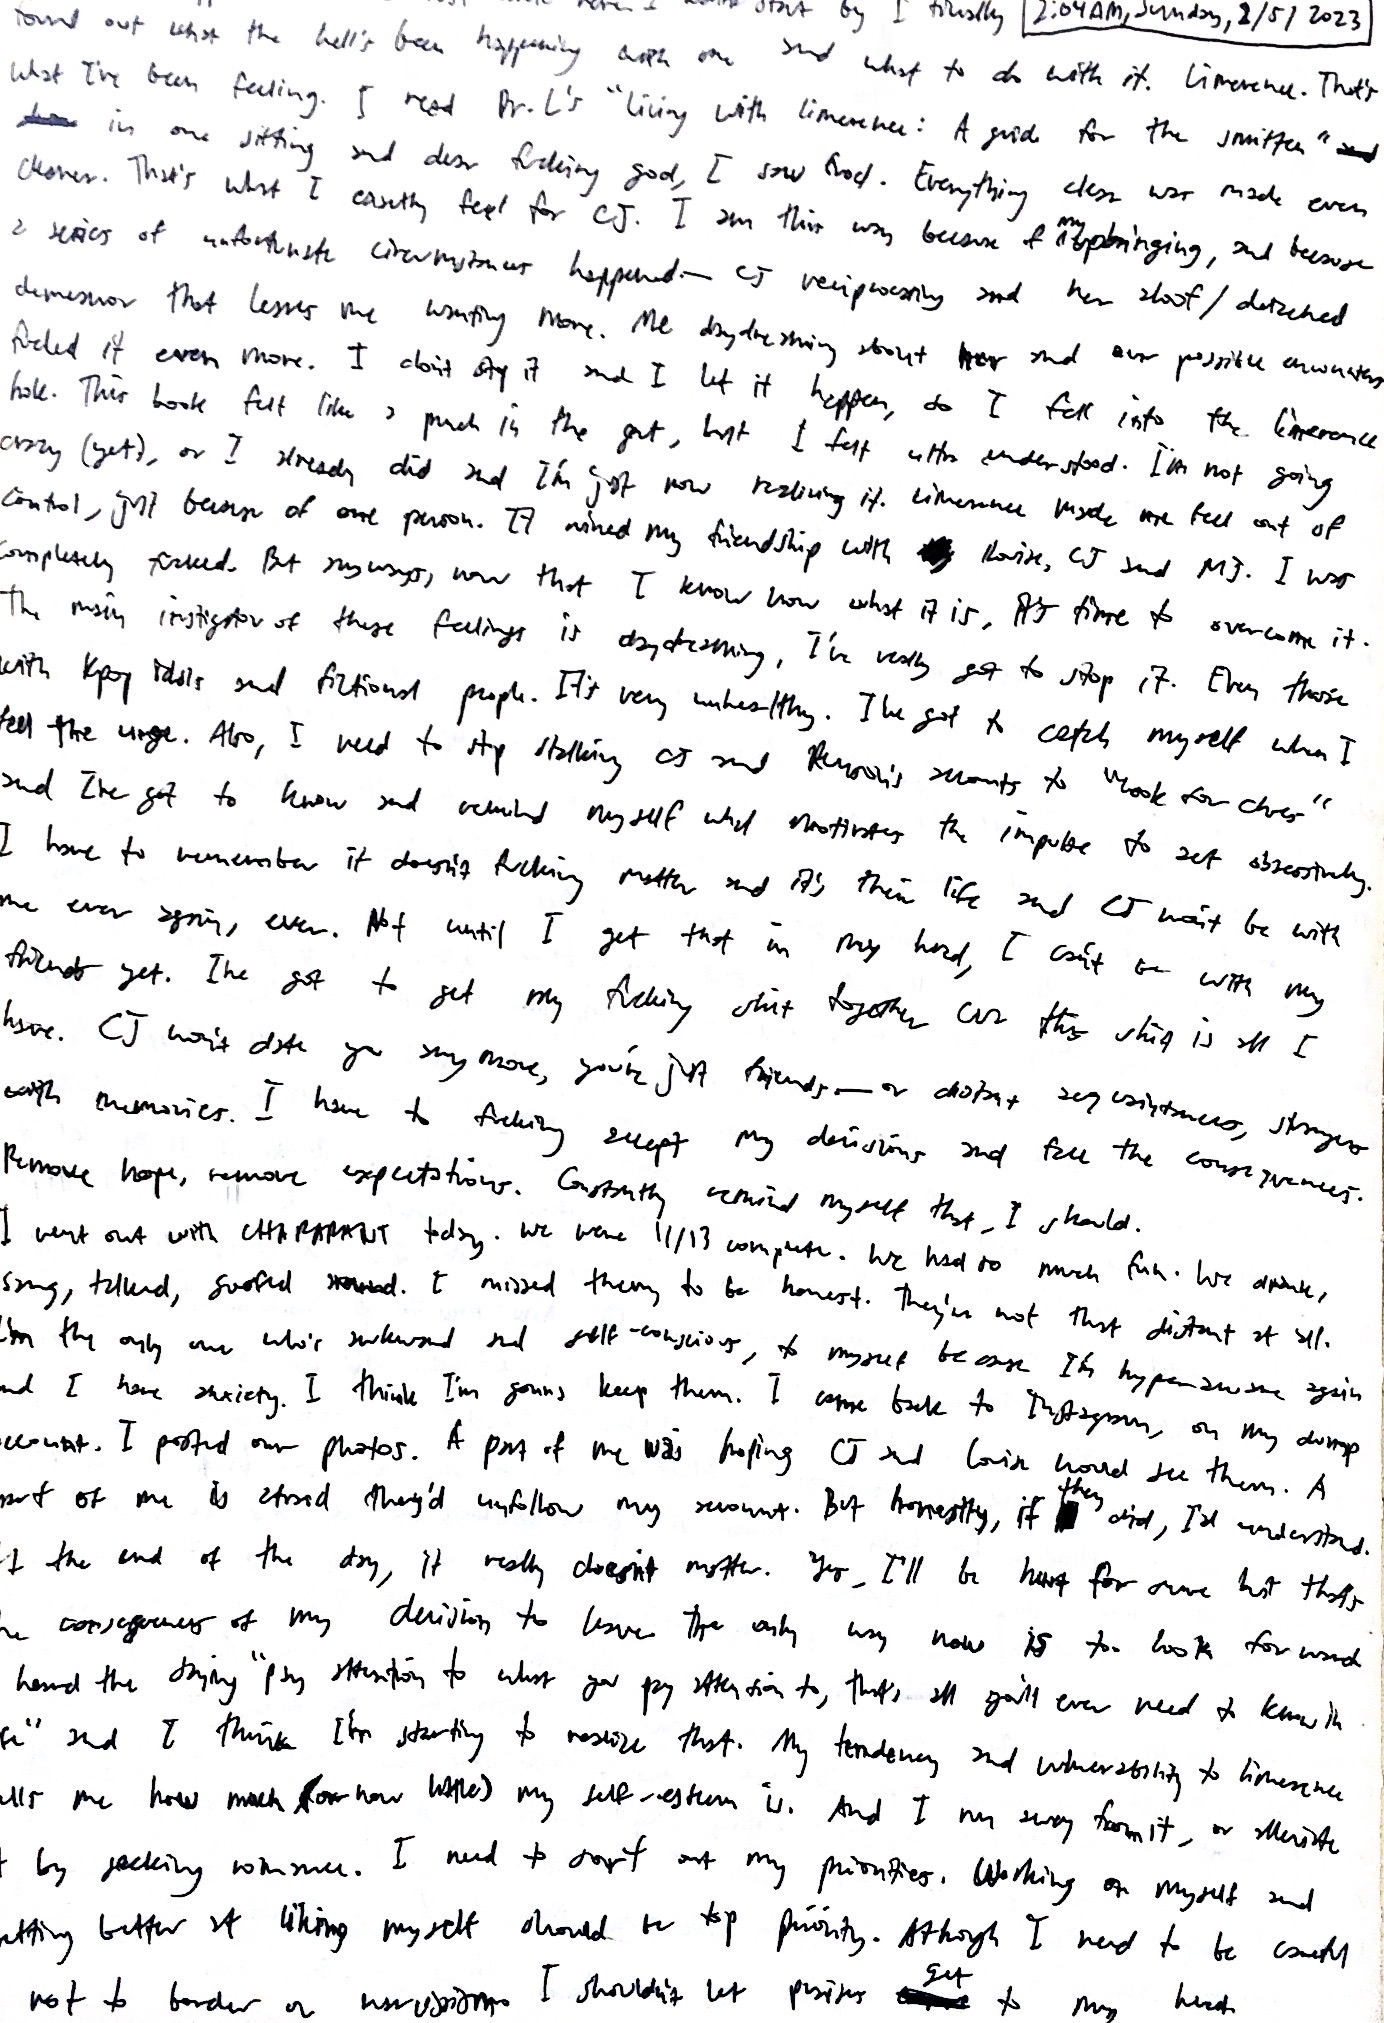 start by I finally 2:04AM, Sunday, 2/5/2023
found out what the hell's been happening with me and what to do with it. Limerence. That's
what I've been feeling. I read Dr. L's "Living with limerence: A guide for the smitten"
in one sitting and dear fucking god, I saw God. Everything clear was made even
clearer. That's what I exactly feel for CJ. I am this way because of my upbringing, and because
a series of unfortunate circumstances happened — CJ reciprocating and her aloof/detached
demeanor that leaves me wanting more. Me daydreaming about her and our possible encounters
fueled it even more. I didn't stop it and I let it happen, so I fell into the limerence
hole. This book felt like a punch in the gut, but I felt understood. I'm not going
crazy (yet), or I already did and I'm just now realizing it. Limerence made me feel out of
control, just because of one person. It ruined my friendship with Louise, CJ and MJ. I was
completely fucked. But anyways, now that I know now what it is, it's time to overcome it.
The main instigator of these feelings is daydreaming, I've really got to stop it. Even those
with Kpop idols and fictional people. It's very unhealthy. I've got to catch myself when I
feel the urge. Also, I need to stop stalking CJ and accounts to "look for clues"
and I've got to know and remind myself what motivates the impulse to act obsessively.
I have to remember it doesn't fucking matter and it's their life and CJ won't be with
me ever again, ever. Not until I get that in my head, I can't be with my
friends yet. I've got to get my fucking shit together cuz this shit is all I
have. CJ won't date you anymore, you're just friends — or distant acquaintances, strangers
with memories. I have to fucking accept my decisions and face the consequences.
Remove hope, remove expectations. Constantly remind myself that, I should.
I went out with today. We were 11/13 complete. We had so much fun. We drank,
sang, talked, goofed around. I missed them, to be honest. They're not that distant at all.
I'm the only one who's awkward and self-conscious, to myself because I'm hyperaware again
and I have anxiety. I think I'm gonna keep them. I came back to Instagram, on my dump
account. I posted our photos. A part of me was hoping CJ and Louise would see them. A
part of me is afraid they'd unfollow my account. But honestly, if they did, I'd understand.
At the end of the day, it really doesn't matter. Yes, I'll be hurt for sure but that's
the consequences of my decision to leave. The only way now is to look forward
heard the saying "pay attention to what you pay attention to, that's all you'll ever need to know in
life" and I think I'm starting to realize that. My tendency and vulnerability to limerence
tells me how much (or how little) my self-esteem is. And I run away from it, or alleviate
it by seeking romance. I need to sort out my priorities. Working on myself and
getting better at liking myself should be top priority. Although I need to be careful
not to border on narcissism. I shouldn't let praises get to my head